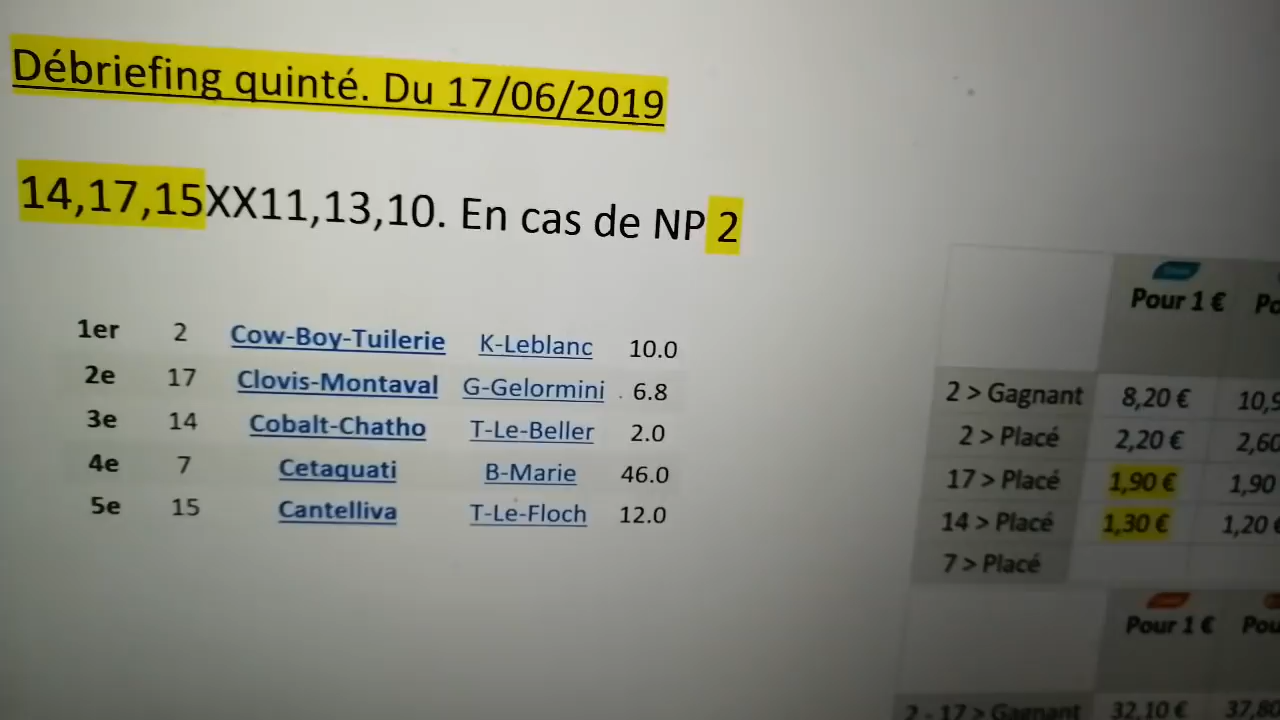 Débriefing quinté. Du 17/06/2019
14,17,15XX11,13,10. En cas de NP 2
1er 2 Cow-Boy-Tuilerie K-Leblanc 10.0
2e 17 Clovis-Montaval G-Gelormini 6.8
3e 14 Cobalt-Chatho T-Le-Beller 2.0
4e 7 Cetaquati B-Marie 46.0
5e 15 Cantelliva T-Le-Floch 12.0
Pour 1 €
2 > Gagnant 8,20 €
2 > Placé 2,20 € 2,60
17 > Placé 1,90 € 1,90
14 > Placé 1,30 € 1,20 €
7 > Placé
Pour 1 €
2 - 17 > Gagnant 32,10 € 37,80